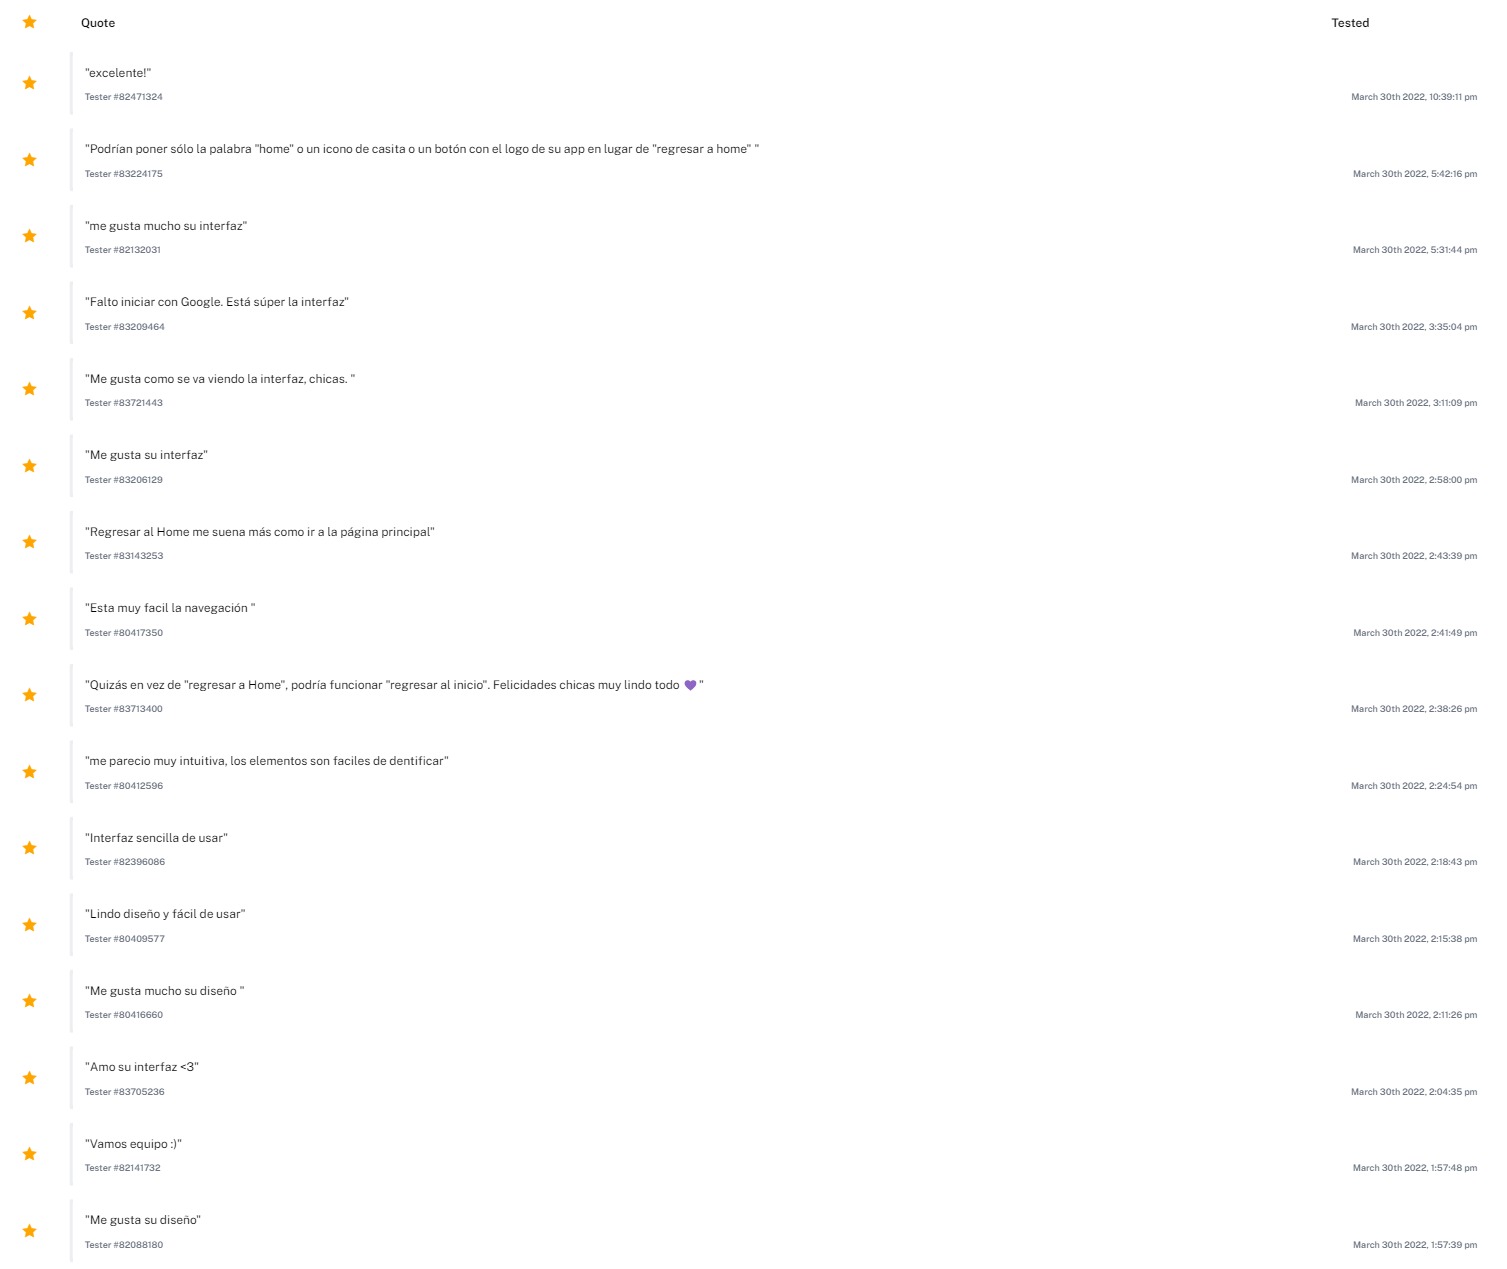 Quote Tested
"excelente!"
Tester #82471324 March 30th 2022, 10:39:11 pm
"Podrían poner sólo la palabra "home" o un icono de casita o un botón con el logo de su app en lugar de "regresar a home" "
Tester #83224175 March 30th 2022, 5:42:16 pm
"me gusta mucho su interfaz"
Tester #82132031 March 30th 2022, 5:31:44 pm
"Falto iniciar con Google. Está súper la interfaz"
Tester #83209464 March 30th 2022, 3:35:04 pm
"Me gusta como se va viendo la interfaz, chicas. "
Tester #83721443 March 30th 2022, 3:11:09 pm
"Me gusta su interfaz"
Tester #83206129 March 30th 2022, 2:58:00 pm
"Regresar al Home me suena más como ir a la página principal"
Tester #83143253 March 30th 2022, 2:43:39 pm
"Esta muy facil la navegación "
Tester #80417350 March 30th 2022, 2:41:49 pm
"Quizás en vez de "regresar a Home", podría funcionar "regresar al inicio". Felicidades chicas muy lindo todo 💜 "
Tester #83713400 March 30th 2022, 2:38:26 pm
"me parecio muy intuitiva, los elementos son faciles de dentificar"
Tester #80412596 March 30th 2022, 2:24:54 pm
"Interfaz sencilla de usar"
Tester #82396086 March 30th 2022, 2:18:43 pm
"Lindo diseño y fácil de usar"
Tester #80409577 March 30th 2022, 2:15:38 pm
"Me gusta mucho su diseño "
Tester #80416660 March 30th 2022, 2:11:26 pm
"Amo su interfaz <3"
Tester #83705236 March 30th 2022, 2:04:35 pm
"Vamos equipo :)"
Tester #82141732 March 30th 2022, 1:57:48 pm
"Me gusta su diseño"
Tester #82088180 March 30th 2022, 1:57:39 pm